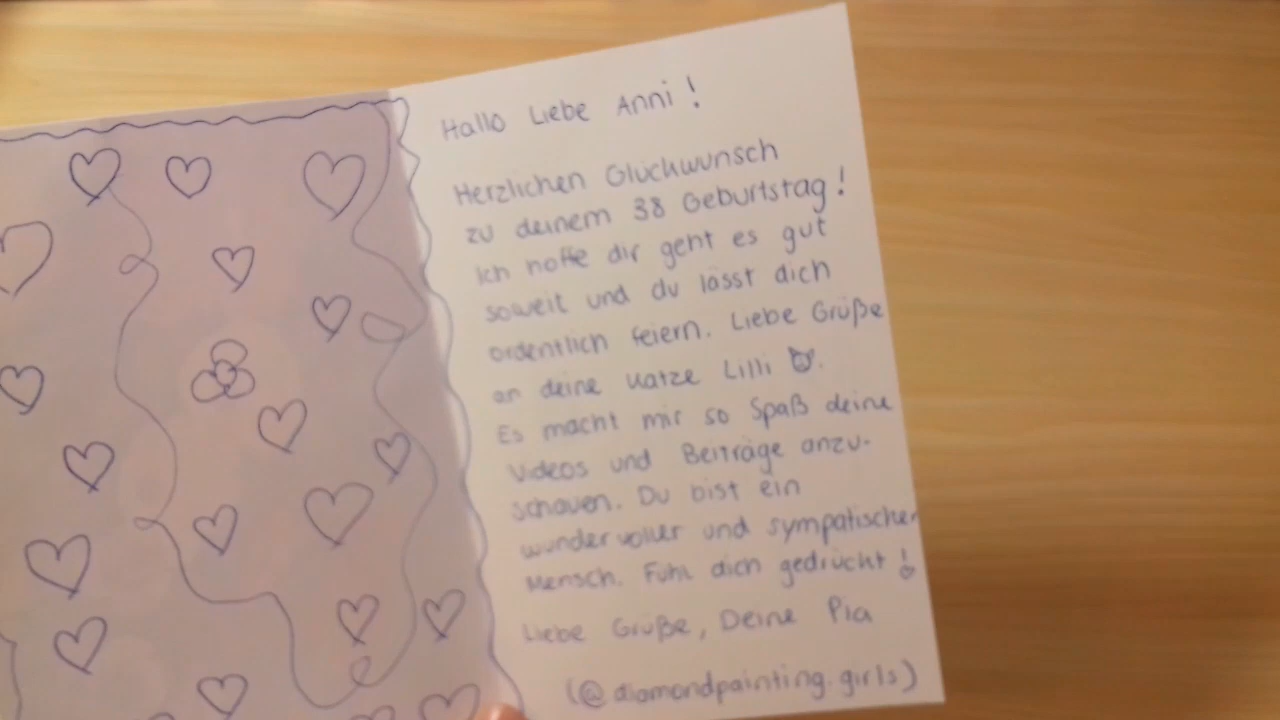 Hallo Liebe Anni!
Herzlichen Glückwunsch
zu deinem 38 Geburtstag!
Ich hoffe dir geht es gut
soweit und du lässt dich
ordentlich feiern. Liebe Grüße
an deine Katze Lilli
Es macht mir so Spaß deine
Videos und Beiträge anzu-
schauen. Du bist ein
wundervoller und sympatischer
Mensch. Fühl dich gedrückt!
Liebe Grüße, Deine Pia
(@diamondpainting.girls)